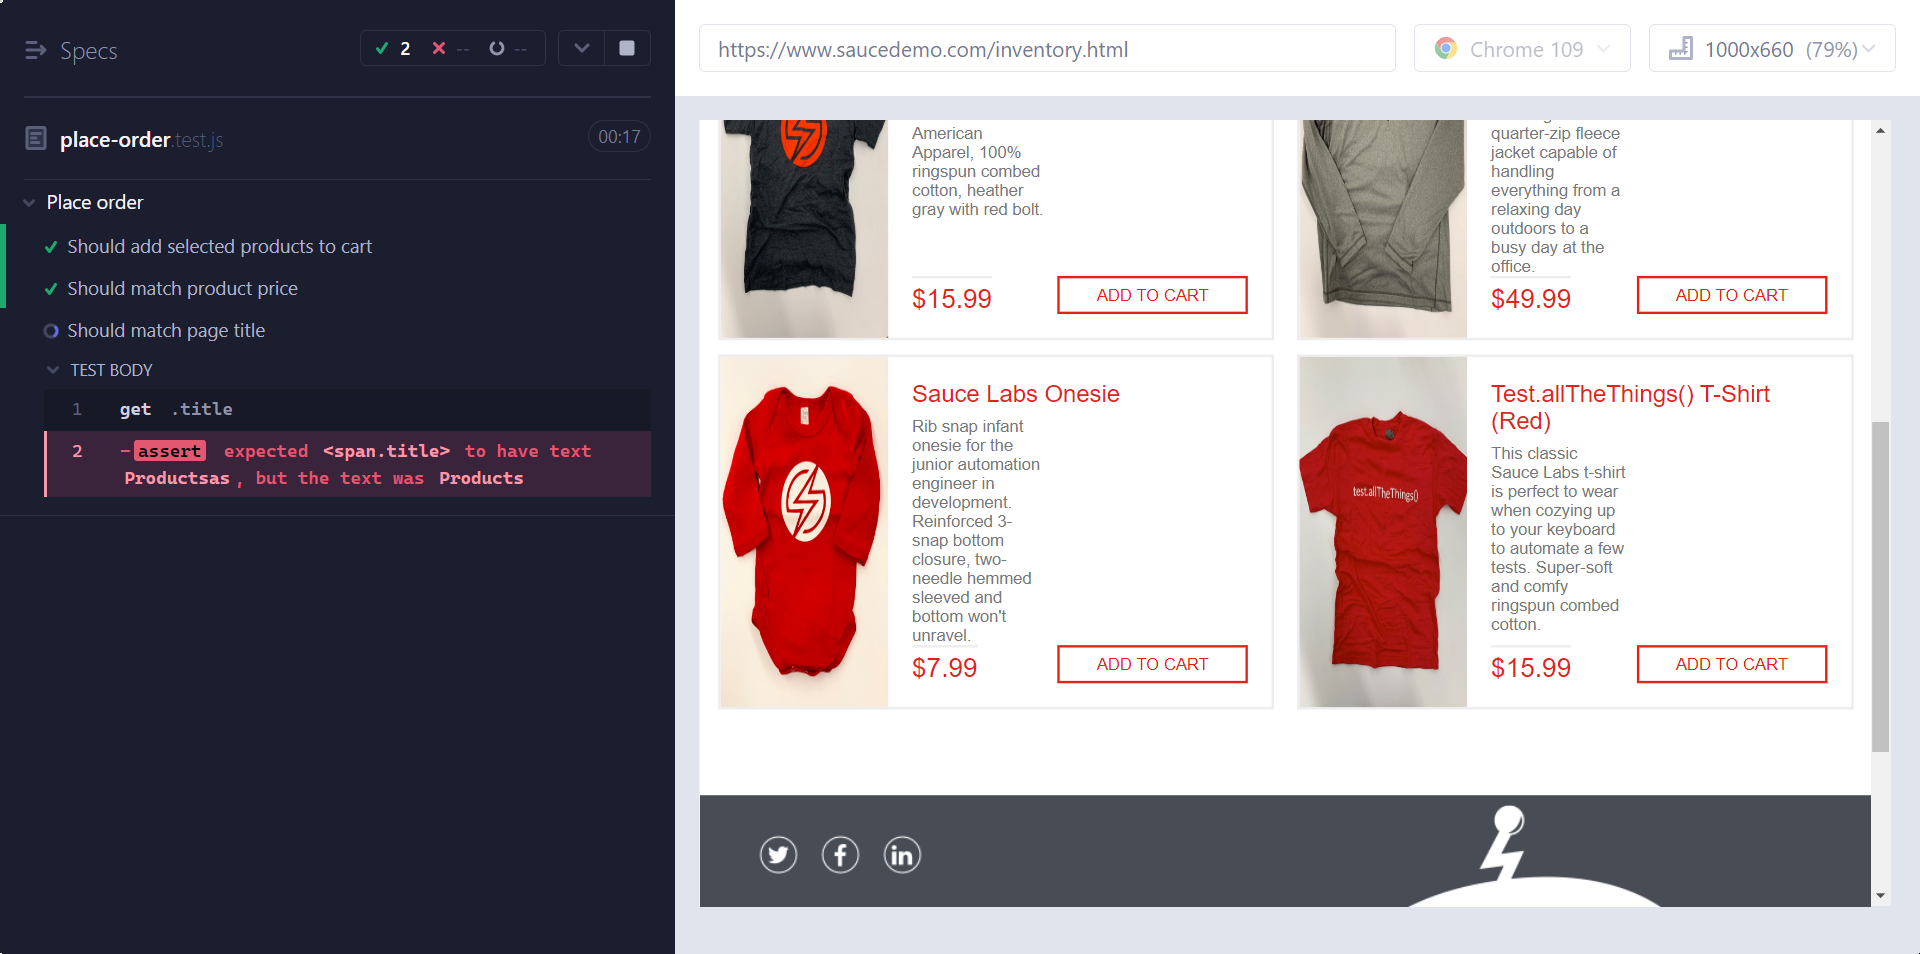 Specs
2
--
--
place-order.test.js
00:17
Place order
Should add selected products to cart
Should match product price
Should match page title
TEST BODY
1 get .title
2 -assert expected <span.title> to have text
Productsas, but the text was Products
https://www.saucedemo.com/inventory.html
Chrome 109
1000x660 (79%)
American
Apparel, 100%
ringspun combed
cotton, heather
gray with red bolt.
$15.99
ADD TO CART
quarter-zip fleece
jacket capable of
handling
everything from a
relaxing day
outdoors to a
busy day at the
office.
$49.99
ADD TO CART
Sauce Labs Onesie
Rib snap infant
onesie for the
junior automation
engineer in
development.
Reinforced 3-
snap bottom
closure, two-
needle hemmed
sleeved and
bottom won't
unravel.
$7.99
ADD TO CART
test.allTheThings()
Test.allTheThings() T-Shirt
(Red)
This classic
Sauce Labs t-shirt
is perfect to wear
when cozying up
to your keyboard
to automate a few
tests. Super-soft
and comfy
ringspun combed
cotton.
$15.99
ADD TO CART